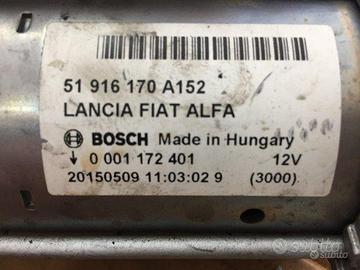 51 916 170 A152
LANCIA FIAT ALFA
BOSCH Made in Hungary
↓ 0 001 172 401 12V
20150509 11:03:02 9 (3000)
subito